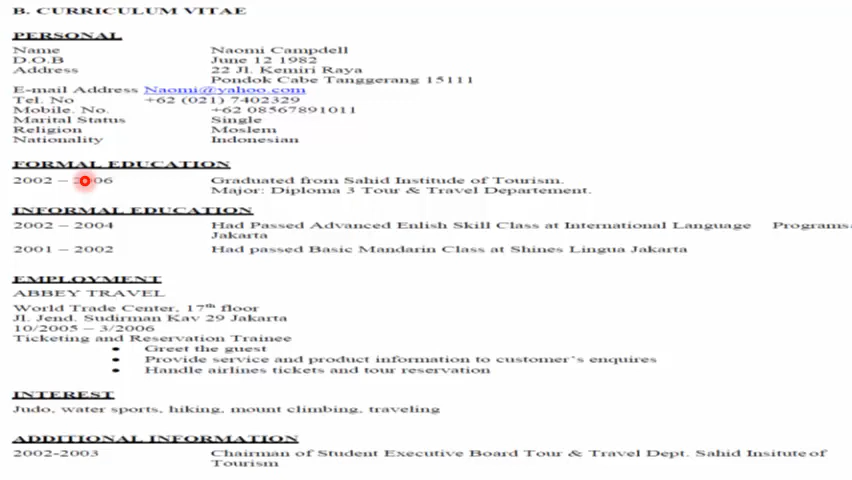 B. CURRICULUM VITAE
PERSONAL
Name Naomi Campdell
D.O.B June 12 1982
Address 22 Jl. Kemiri Raya
Pondok Cabe Tanggerang 15111
E-mail Address Naomi@yahoo.com
Tel. No +62 (021) 7402329
Mobile. No. +62 08567891011
Marital Status Single
Religion Moslem
Nationality Indonesian
FORMAL EDUCATION
2002 – 2006 Graduated from Sahid Institude of Tourism.
Major: Diploma 3 Tour & Travel Departement.
INFORMAL EDUCATION
2002 – 2004 Had Passed Advanced Enlish Skill Class at International Language Programs
Jakarta
2001 – 2002 Had passed Basic Mandarin Class at Shines Lingua Jakarta
EMPLOYMENT
ABBEY TRAVEL
World Trade Center, 17th floor
Jl. Jend. Sudirman Kav 29 Jakarta
10/2005 – 3/2006
Ticketing and Reservation Trainee
• Greet the guest
• Provide service and product information to customer's enquires
• Handle airlines tickets and tour reservation
INTEREST
Judo, water sports, hiking, mount climbing, traveling
ADDITIONAL INFORMATION
2002-2003 Chairman of Student Executive Board Tour & Travel Dept. Sahid Insitute of
Tourism